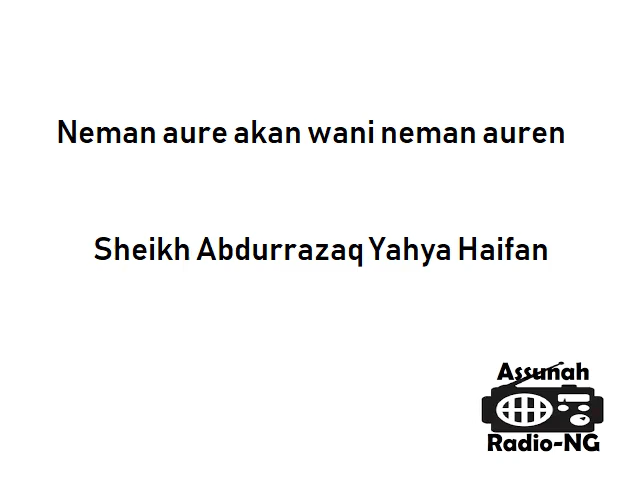 Neman aure akan wani neman auren
Sheikh Abdurrazaq Yahya Haifan
Assunah
Radio-NG